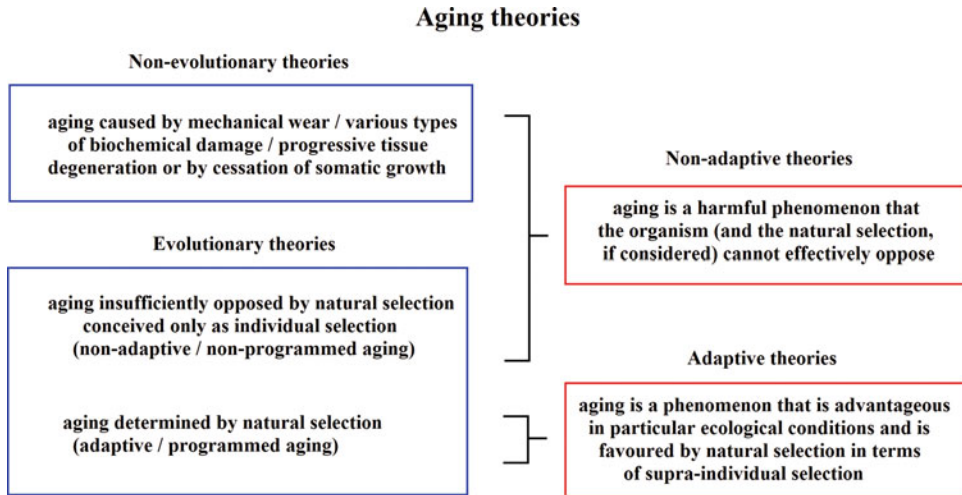 Aging theories
Non-evolutionary theories
aging caused by mechanical wear / various types
of biochemical damage / progressive tissue
degeneration or by cessation of somatic growth
Evolutionary theories
aging insufficiently opposed by natural selection
conceived only as individual selection
(non-adaptive / non-programmed aging)
aging determined by natural selection
(adaptive / programmed aging)
Non-adaptive theories
aging is a harmful phenomenon that
the organism (and the natural selection,
if considered) cannot effectively oppose
Adaptive theories
aging is a phenomenon that is advantageous
in particular ecological conditions and is
favoured by natural selection in terms
of supra-individual selection